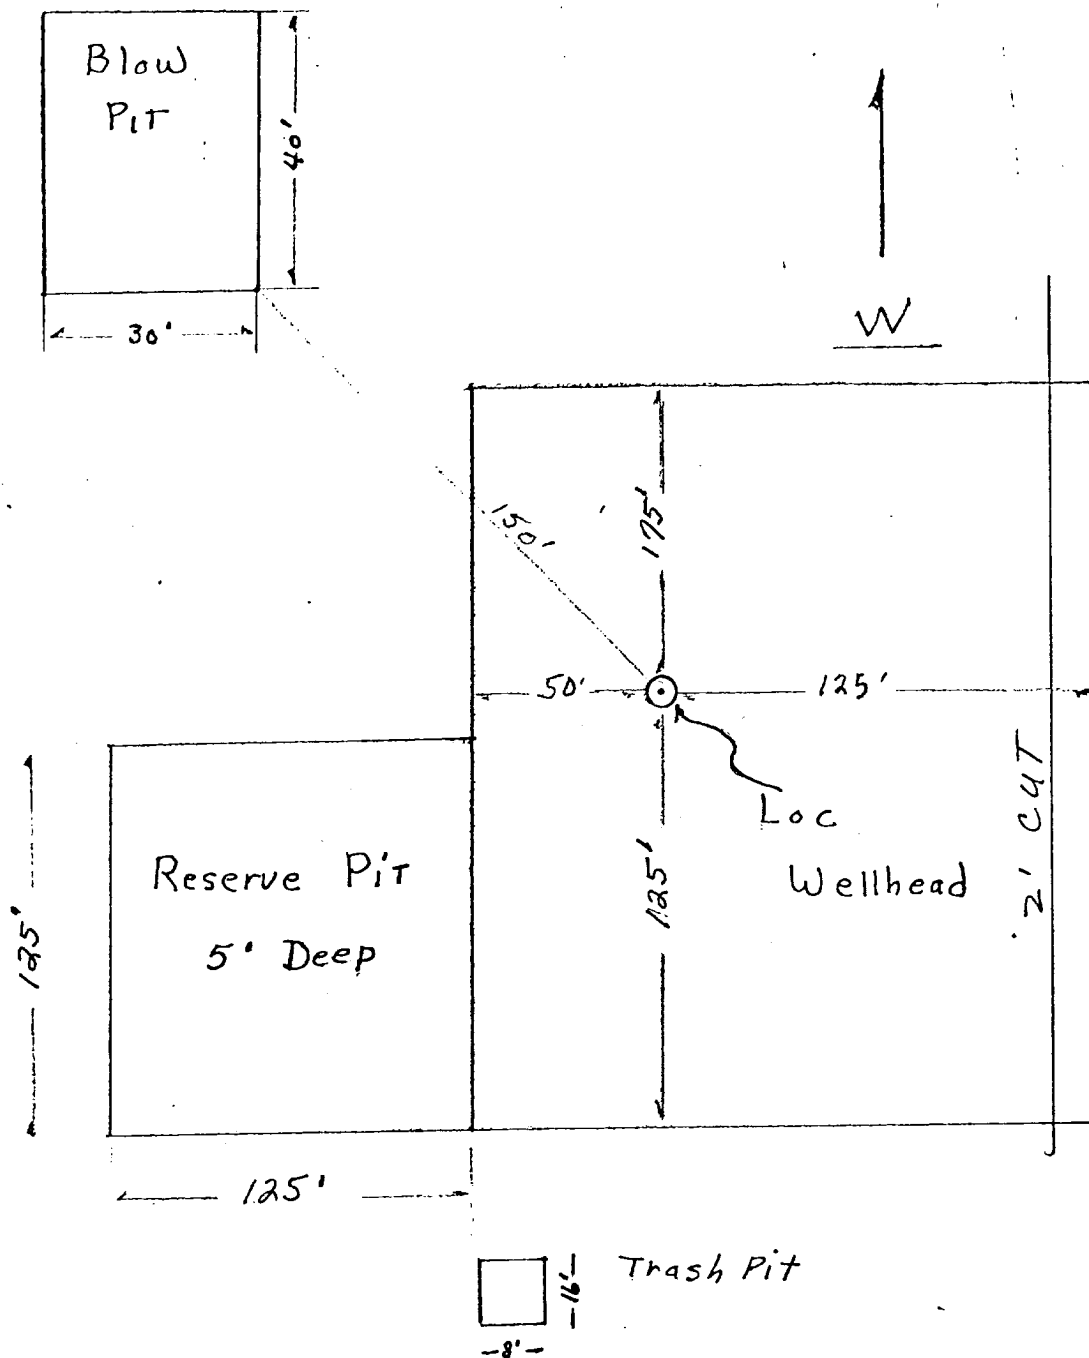 Blow
PIT
40'
30'
W
150'
175'
50'
125'
Loc
Wellhead
125'
2' CUT
Reserve PiT
5' Deep
125'
125'
Trash Pit
16'
8'